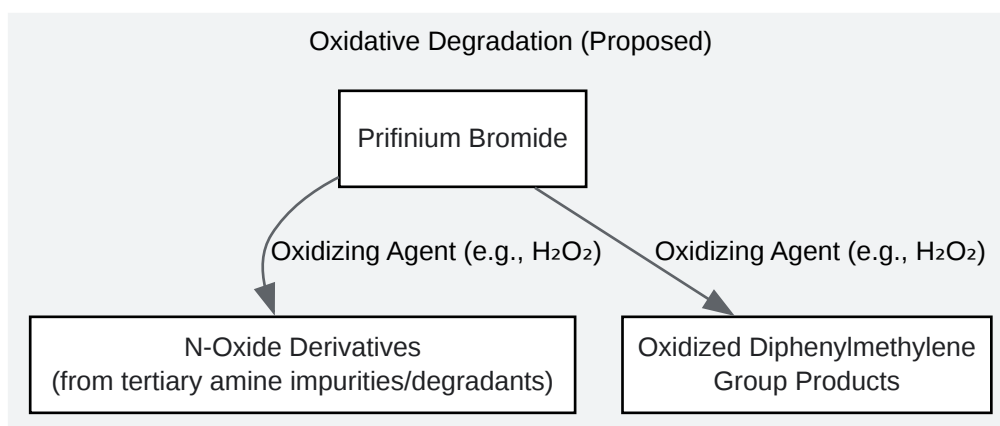 Oxidative Degradation (Proposed)
Prifinium Bromide
Oxidizing Agent (e.g., H₂O₂)
Oxidizing Agent (e.g., H₂O₂)
N-Oxide Derivatives
(from tertiary amine impurities/degradants)
Oxidized Diphenylmethylene
Group Products